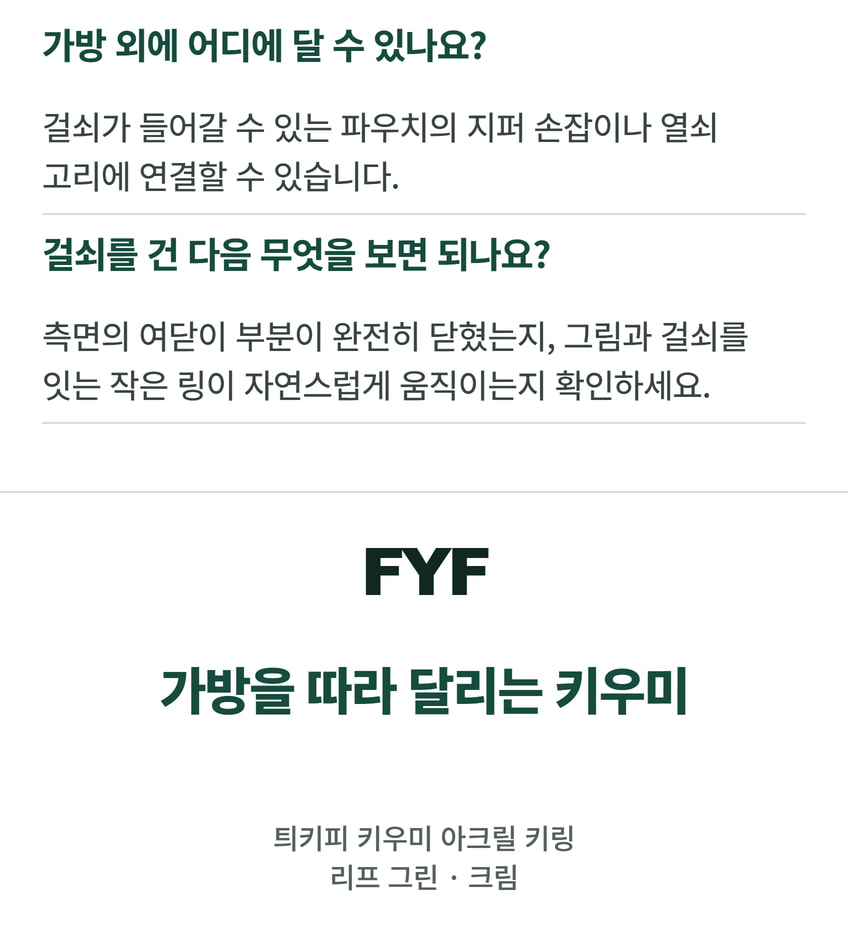 가방 외에 어디에 달 수 있나요?
걸쇠가 들어갈 수 있는 파우치의 지퍼 손잡이나 열쇠
고리에 연결할 수 있습니다.
걸쇠를 건 다음 무엇을 보면 되나요?
측면의 여닫이 부분이 완전히 닫혔는지, 그림과 걸쇠를
잇는 작은 링이 자연스럽게 움직이는지 확인하세요.
FYF
가방을 따라 달리는 키우미
틔키피 키우미 아크릴 키링
리프 그린 · 크림